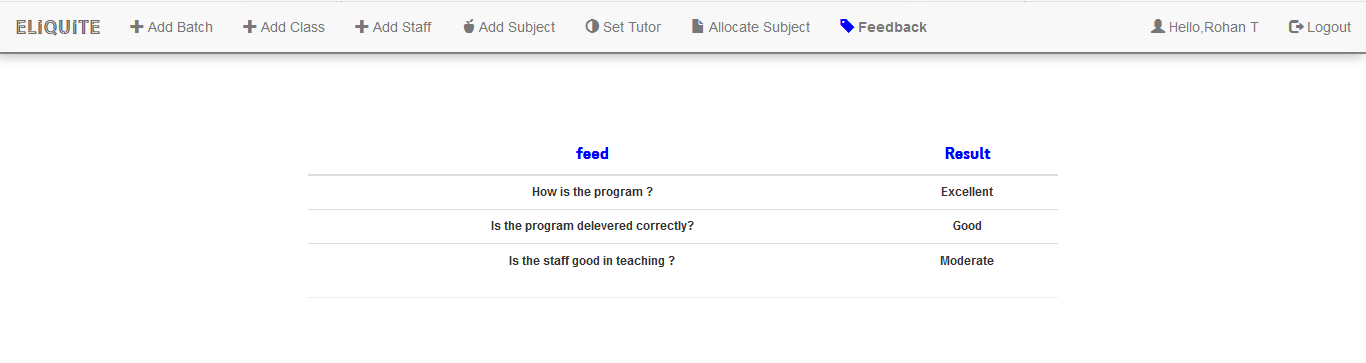 ELIQUITE Add Batch Add Class Add Staff Add Subject Set Tutor Allocate Subject Feedback Hello,Rohan T Logout
feed Result
How is the program ? Excellent
Is the program delevered correctly? Good
Is the staff good in teaching ? Moderate